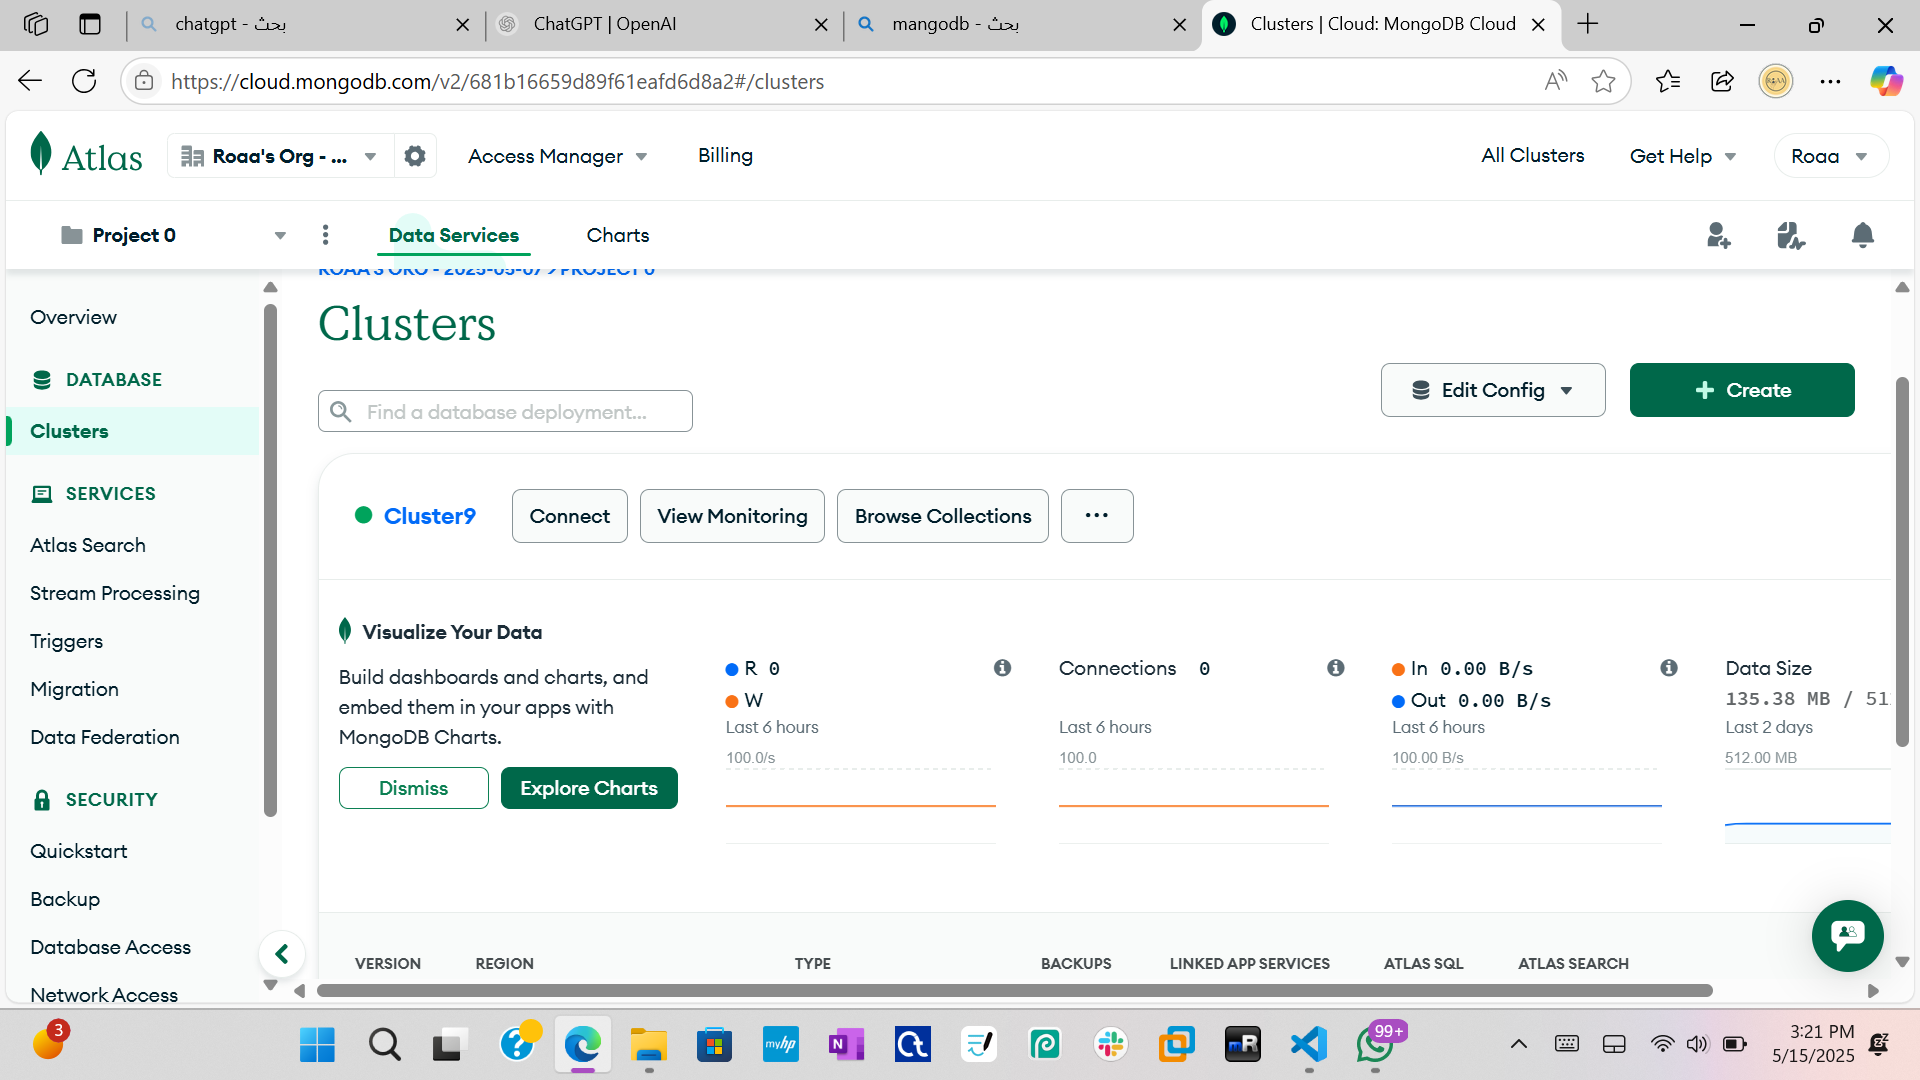 chatgpt - بحث
ChatGPT | OpenAI
mangodb - بحث
Clusters | Cloud: MongoDB Cloud
https://cloud.mongodb.com/v2/681b16659d89f61eafd6d8a2#/clusters
Atlas
Roaa's Org - ...
Access Manager
Billing
All Clusters
Get Help
Roaa
Project 0
Data Services
Charts
ROAA'S ORG - 2025-05-07 > PROJECT 0
Overview
DATABASE
Clusters
SERVICES
Atlas Search
Stream Processing
Triggers
Migration
Data Federation
SECURITY
Quickstart
Backup
Database Access
Network Access
Clusters
Find a database deployment...
Edit Config
+ Create
Cluster9
Connect
View Monitoring
Browse Collections
...
Visualize Your Data
Build dashboards and charts, and
embed them in your apps with
MongoDB Charts.
Dismiss
Explore Charts
R 0
W
Last 6 hours
100.0/s
Connections 0
Last 6 hours
100.0
In 0.00 B/s
Out 0.00 B/s
Last 6 hours
100.00 B/s
Data Size
135.38 MB / 51
Last 2 days
512.00 MB
VERSION
REGION
TYPE
BACKUPS
LINKED APP SERVICES
ATLAS SQL
ATLAS SEARCH
3
myhp
N
Ct
mR
99+
3:21 PM
5/15/2025